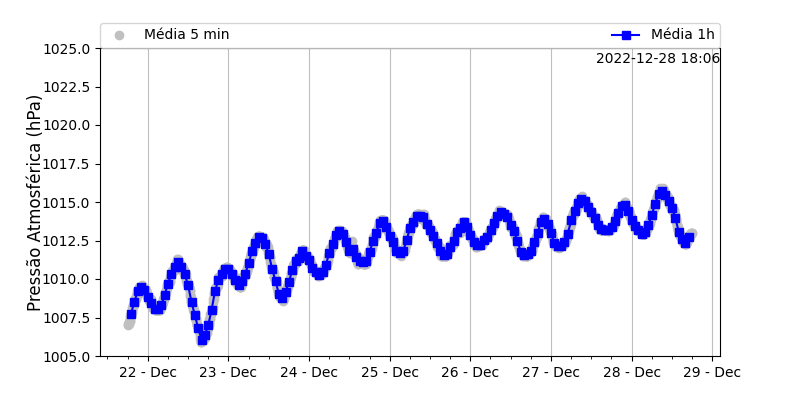 Média 5 min
Média 1h
2022-12-28 18:06
Pressão Atmosférica (hPa)
1025.0
1022.5
1020.0
1017.5
1015.0
1012.5
1010.0
1007.5
1005.0
22 - Dec
23 - Dec
24 - Dec
25 - Dec
26 - Dec
27 - Dec
28 - Dec
29 - Dec